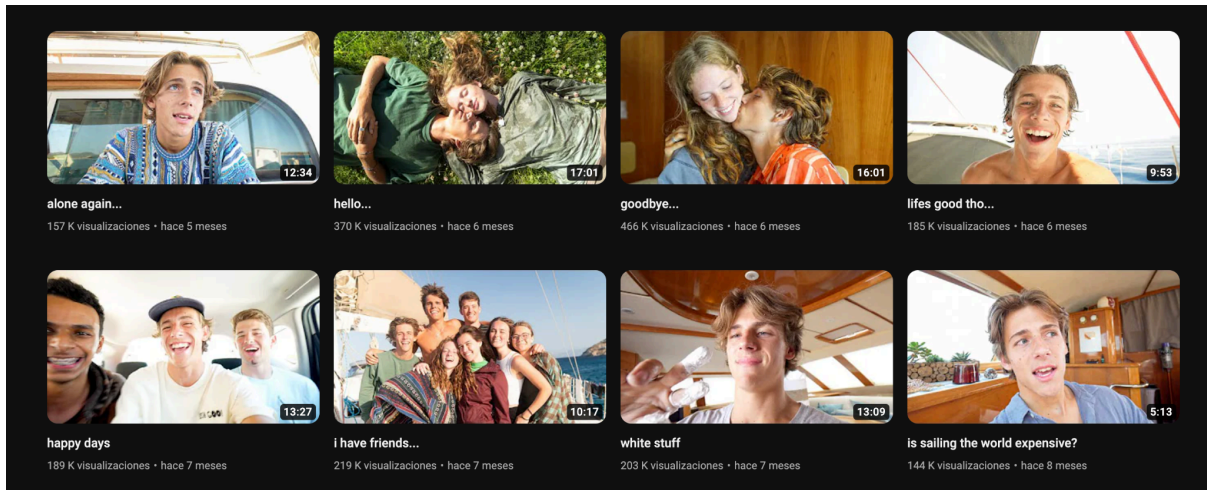 12:34
17:01
16:01
9:53
alone again...
hello...
goodbye...
lifes good tho...
157 K visualizaciones • hace 5 meses
370 K visualizaciones • hace 6 meses
466 K visualizaciones • hace 6 meses
185 K visualizaciones • hace 6 meses
13:27
10:17
13:09
5:13
happy days
i have friends...
white stuff
is sailing the world expensive?
189 K visualizaciones • hace 7 meses
219 K visualizaciones • hace 7 meses
203 K visualizaciones • hace 7 meses
144 K visualizaciones • hace 8 meses